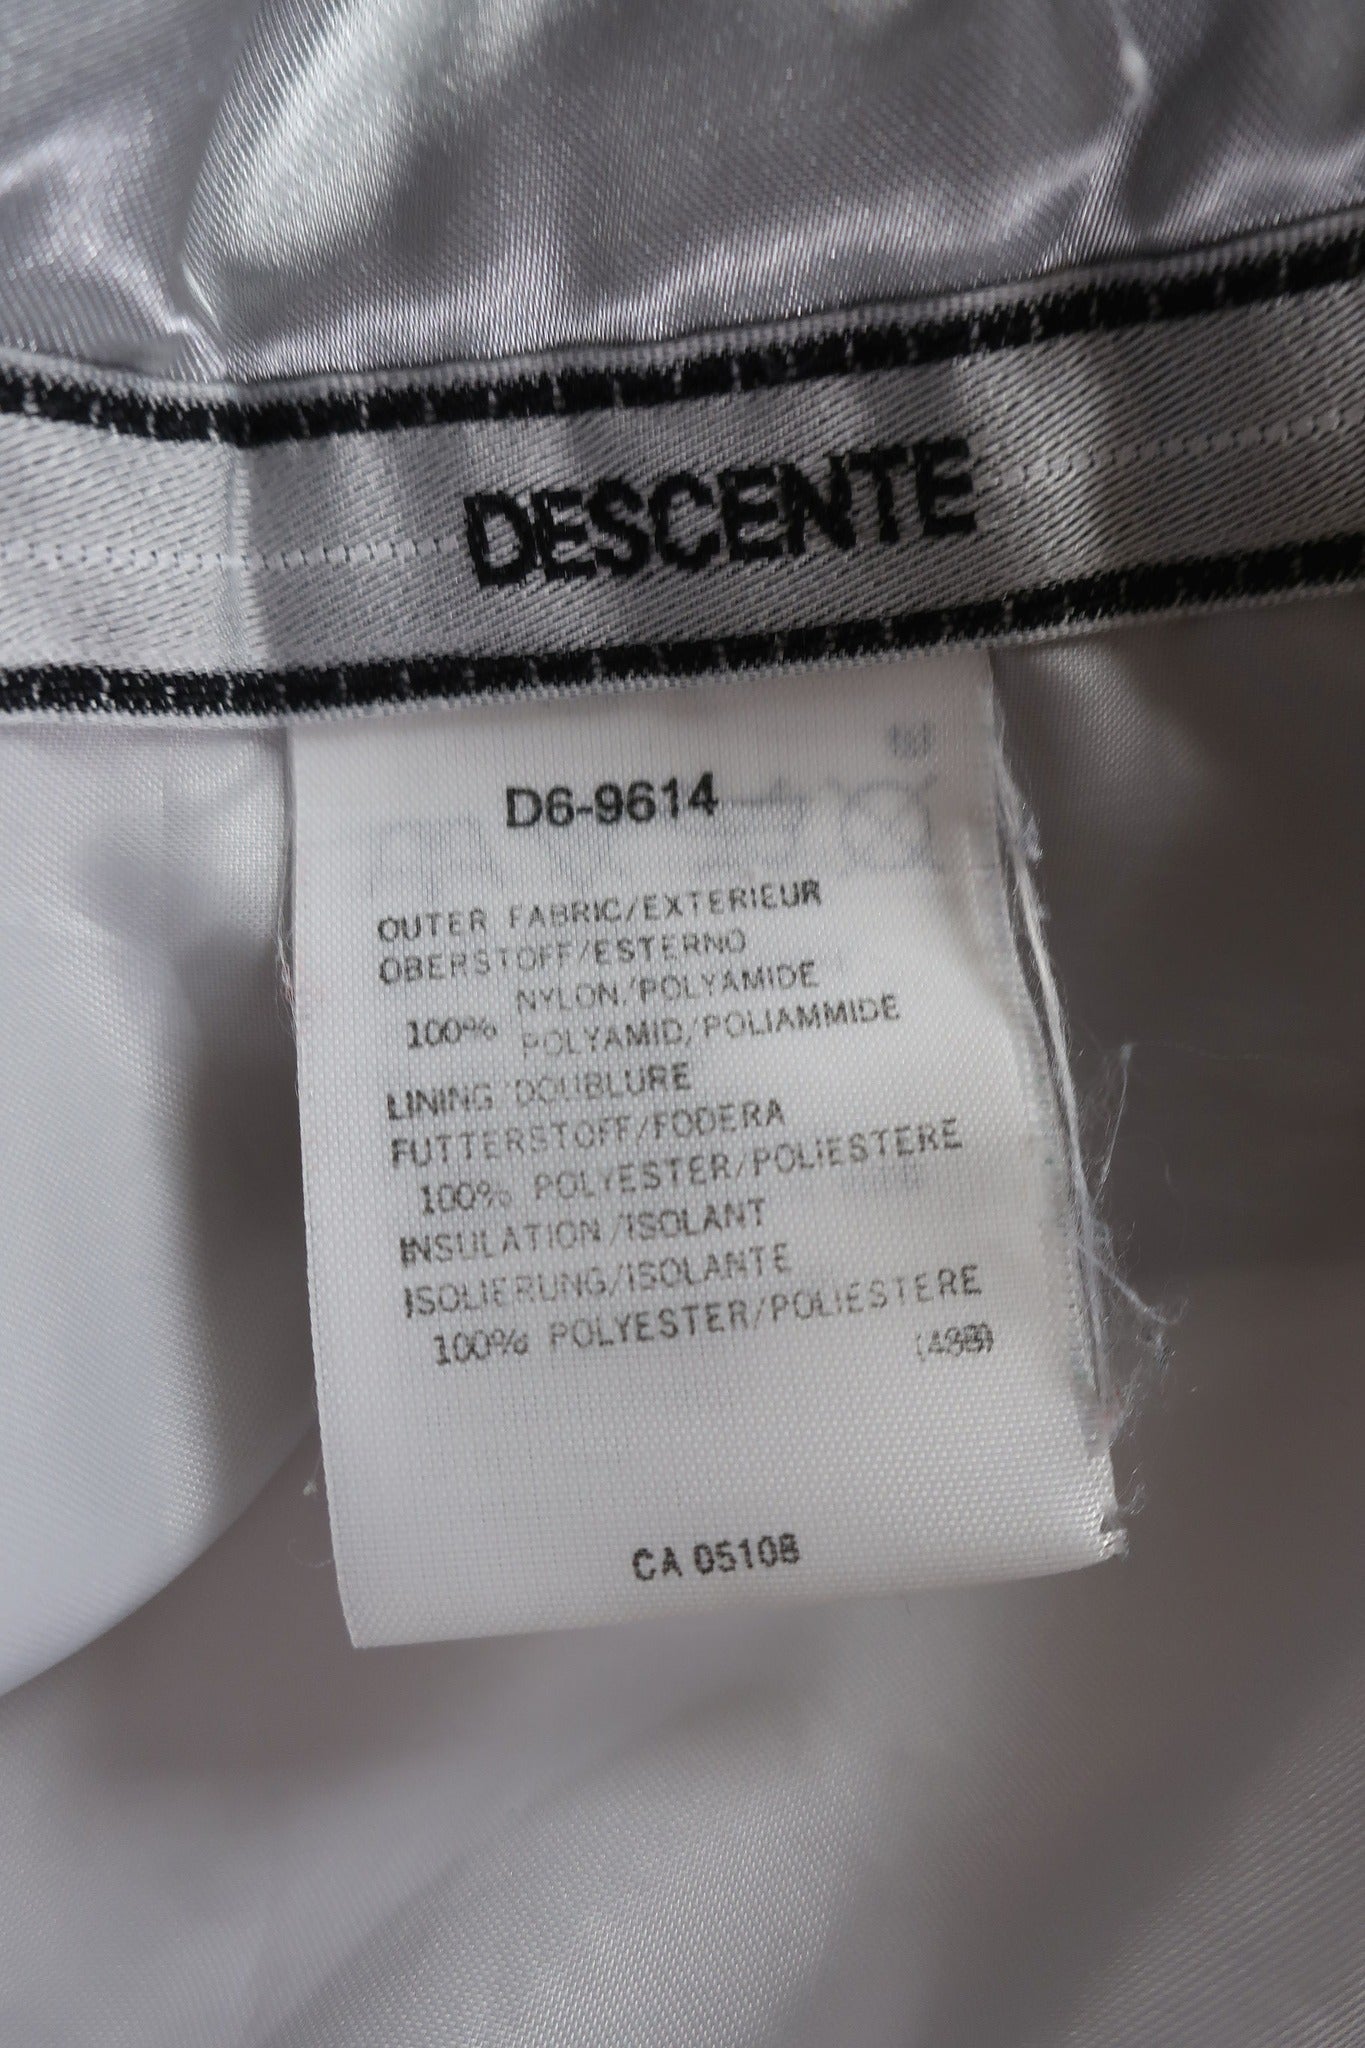 DESCENTE
D6-9614
OUTER FABRIC/EXTERIEUR
OBERSTOFF/ESTERNO
NYLON/POLYAMIDE
100% POLYAMID/POLIAMMIDE
LINING/DOUBLURE
FUTTERSTOFF/FODERA
100% POLYESTER/POLIESTERE
INSULATION/ISOLANT
ISOLIERUNG/ISOLANTE
100% POLYESTER/POLIESTERE
CA 05108